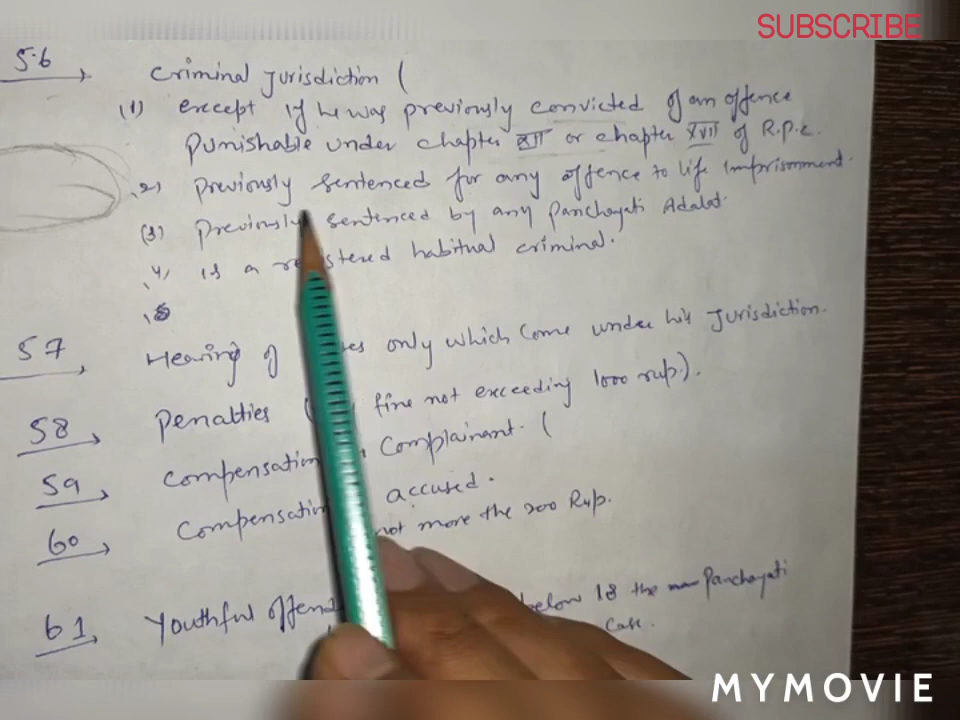 SUBSCRIBE
56 Criminal Jurisdiction (
(1) except if he was previously convicted of an offence
Punishable under chapter XII or chapter XVII of R.P.C.
(2) Previously sentenced for any offence to life imprisonment.
(3) Previously sentenced by any Panchayati Adalat.
4) is a registered habitual criminal.
57 Hearing of only which come under his Jurisdiction.
58 Penalties ( fine not exceeding 1000 rup.).
59 Compensation Complainant. (
60 Compensation accused.
not more the 200 Rup.
61 Youthful below 18 the Panchayati
case.
MYMOVIE